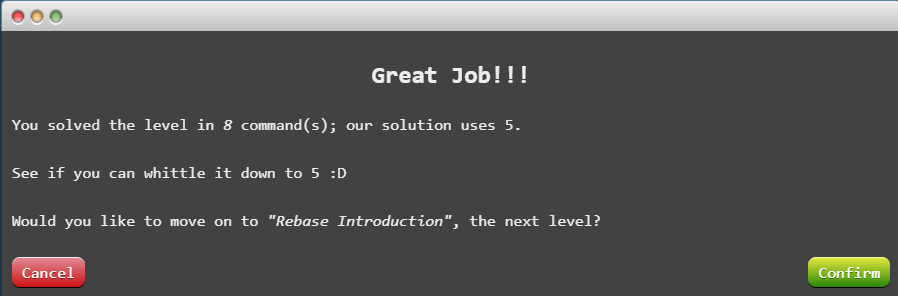 Great Job!!!
You solved the level in 8 command(s); our solution uses 5.
See if you can whittle it down to 5 :D
Would you like to move on to "Rebase Introduction", the next level?
Cancel
Confirm